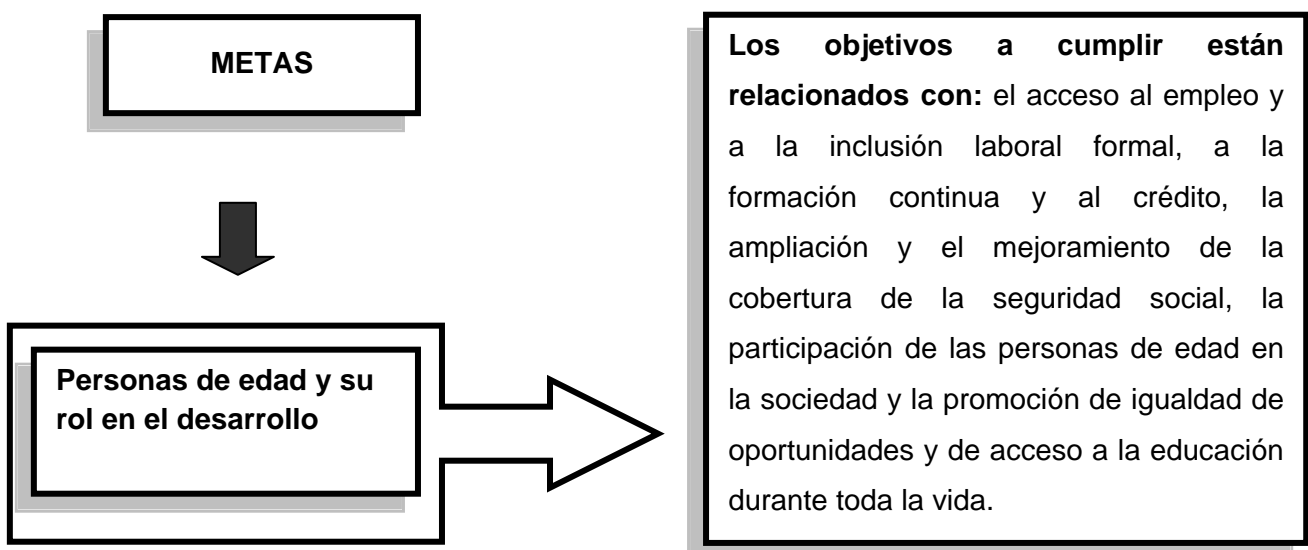 METAS
Personas de edad y su
rol en el desarrollo
Los objetivos a cumplir están
relacionados con: el acceso al empleo y
a la inclusión laboral formal, a la
formación continua y al crédito, la
ampliación y el mejoramiento de la
cobertura de la seguridad social, la
participación de las personas de edad en
la sociedad y la promoción de igualdad de
oportunidades y de acceso a la educación
durante toda la vida.